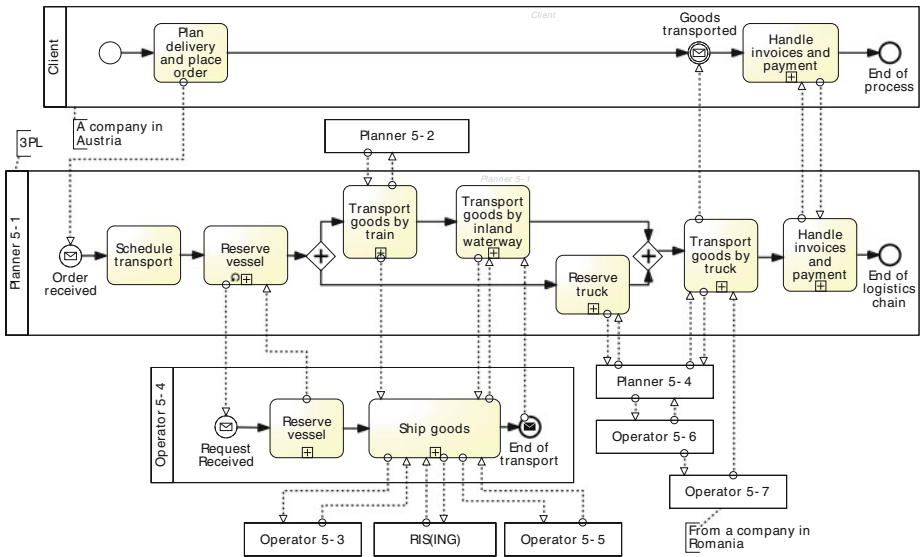 Client
Client
Plan
delivery
and place
order
Goods
transported
Handle
invoices and
payment
End of
process
A company in
Austria
3PL
Planner 5-2
Planner 5-1
Planner 5-1
Order
received
Schedule
transport
Reserve
vessel
Transport
goods by
train
Transport
goods by
inland
waterway
Reserve
truck
Transport
goods by
truck
Handle
invoices
and
payment
End of
logistics
chain
Operator 5-4
Request
Received
Reserve
vessel
Ship goods
End of
transport
Planner 5-4
Operator 5-6
Operator 5-7
From a company in
Romania
Operator 5-3
RIS(ING)
Operator 5-5